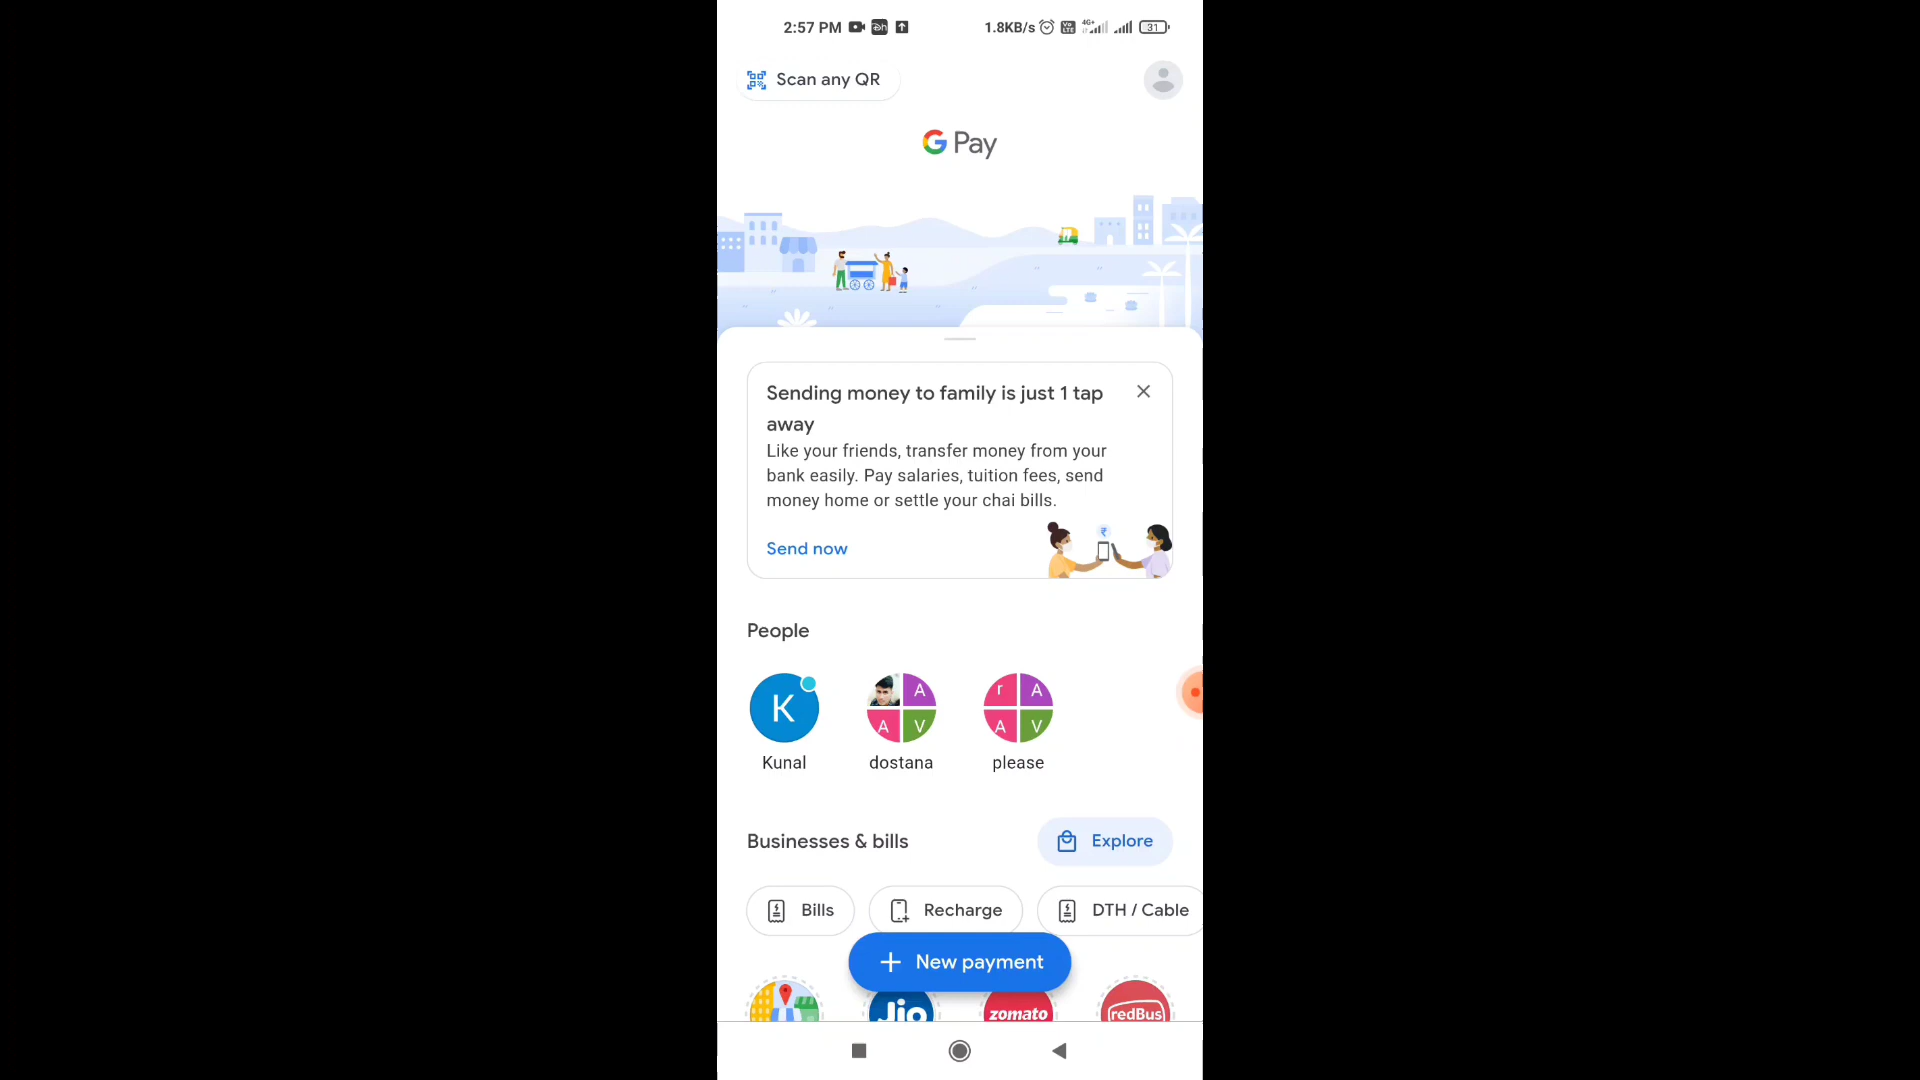 2:57 PM 1.8KB/s 4G+ 31
Scan any QR
G Pay
Sending money to family is just 1 tap
away
Like your friends, transfer money from your
bank easily. Pay salaries, tuition fees, send
money home or settle your chai bills.
₹
Send now
People
K
A
A
V
r
A
A
V
Kunal
dostana
please
Businesses & bills
Explore
Bills
Recharge
DTH / Cable
New payment
Jio
zomato
redBus